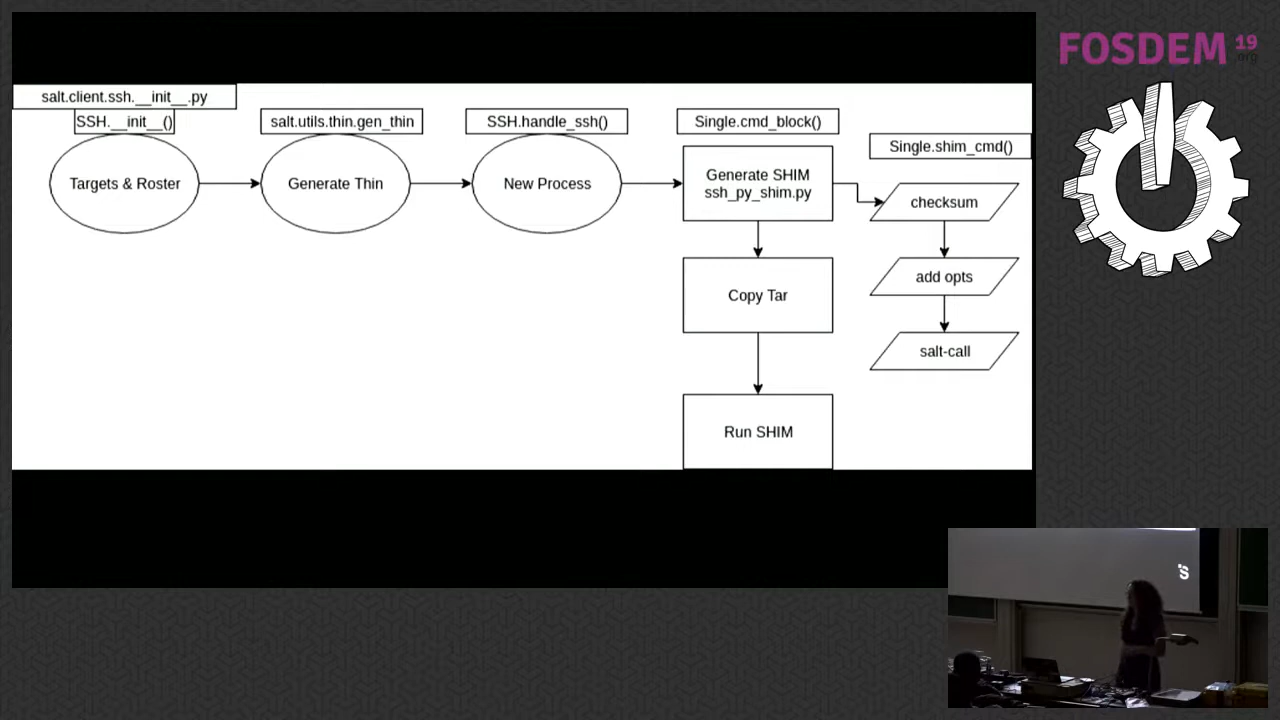 FOSDEM 19
.org
salt.client.ssh.__init__.py
SSH.__init__()
salt.utils.thin.gen_thin
SSH.handle_ssh()
Single.cmd_block()
Single.shim_cmd()
Targets & Roster
Generate Thin
New Process
Generate SHIM
ssh_py_shim.py
checksum
Copy Tar
add opts
salt-call
Run SHIM
S